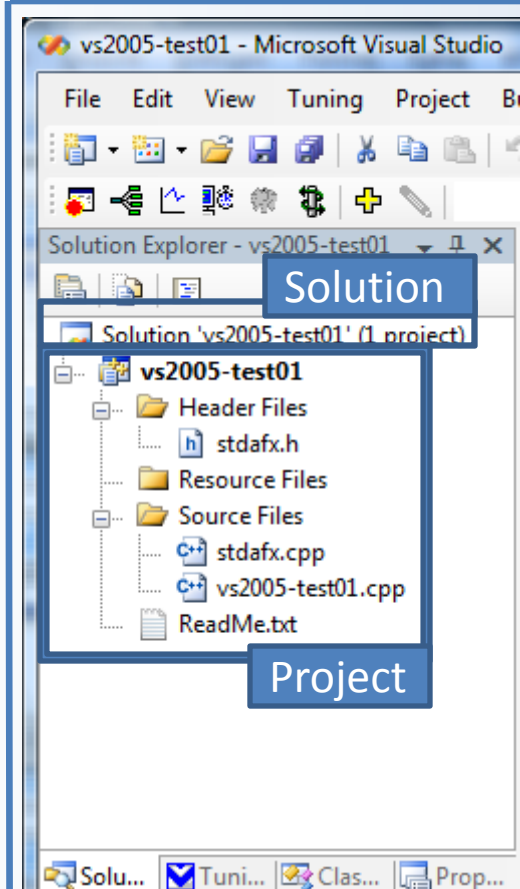 vs2005-test01 - Microsoft Visual Studio
File Edit View Tuning Project
Solution Explorer - vs2005-test01
Solution
Solution 'vs2005-test01' (1 project)
vs2005-test01
Header Files
stdafx.h
Resource Files
Source Files
stdafx.cpp
vs2005-test01.cpp
ReadMe.txt
Project
Solu... Tuni... Clas... Prop...